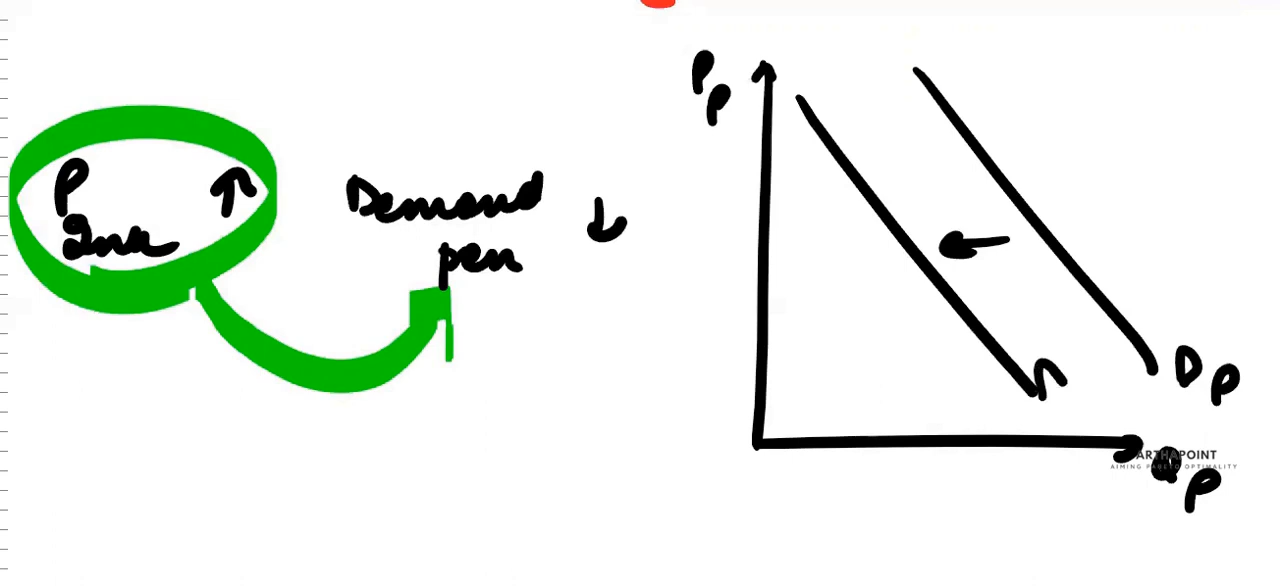 P ↑
Ink
Demand ↓
pen
Pp
Dp
Qp
ARTHAPOINT
AIMING PARETO OPTIMALITY